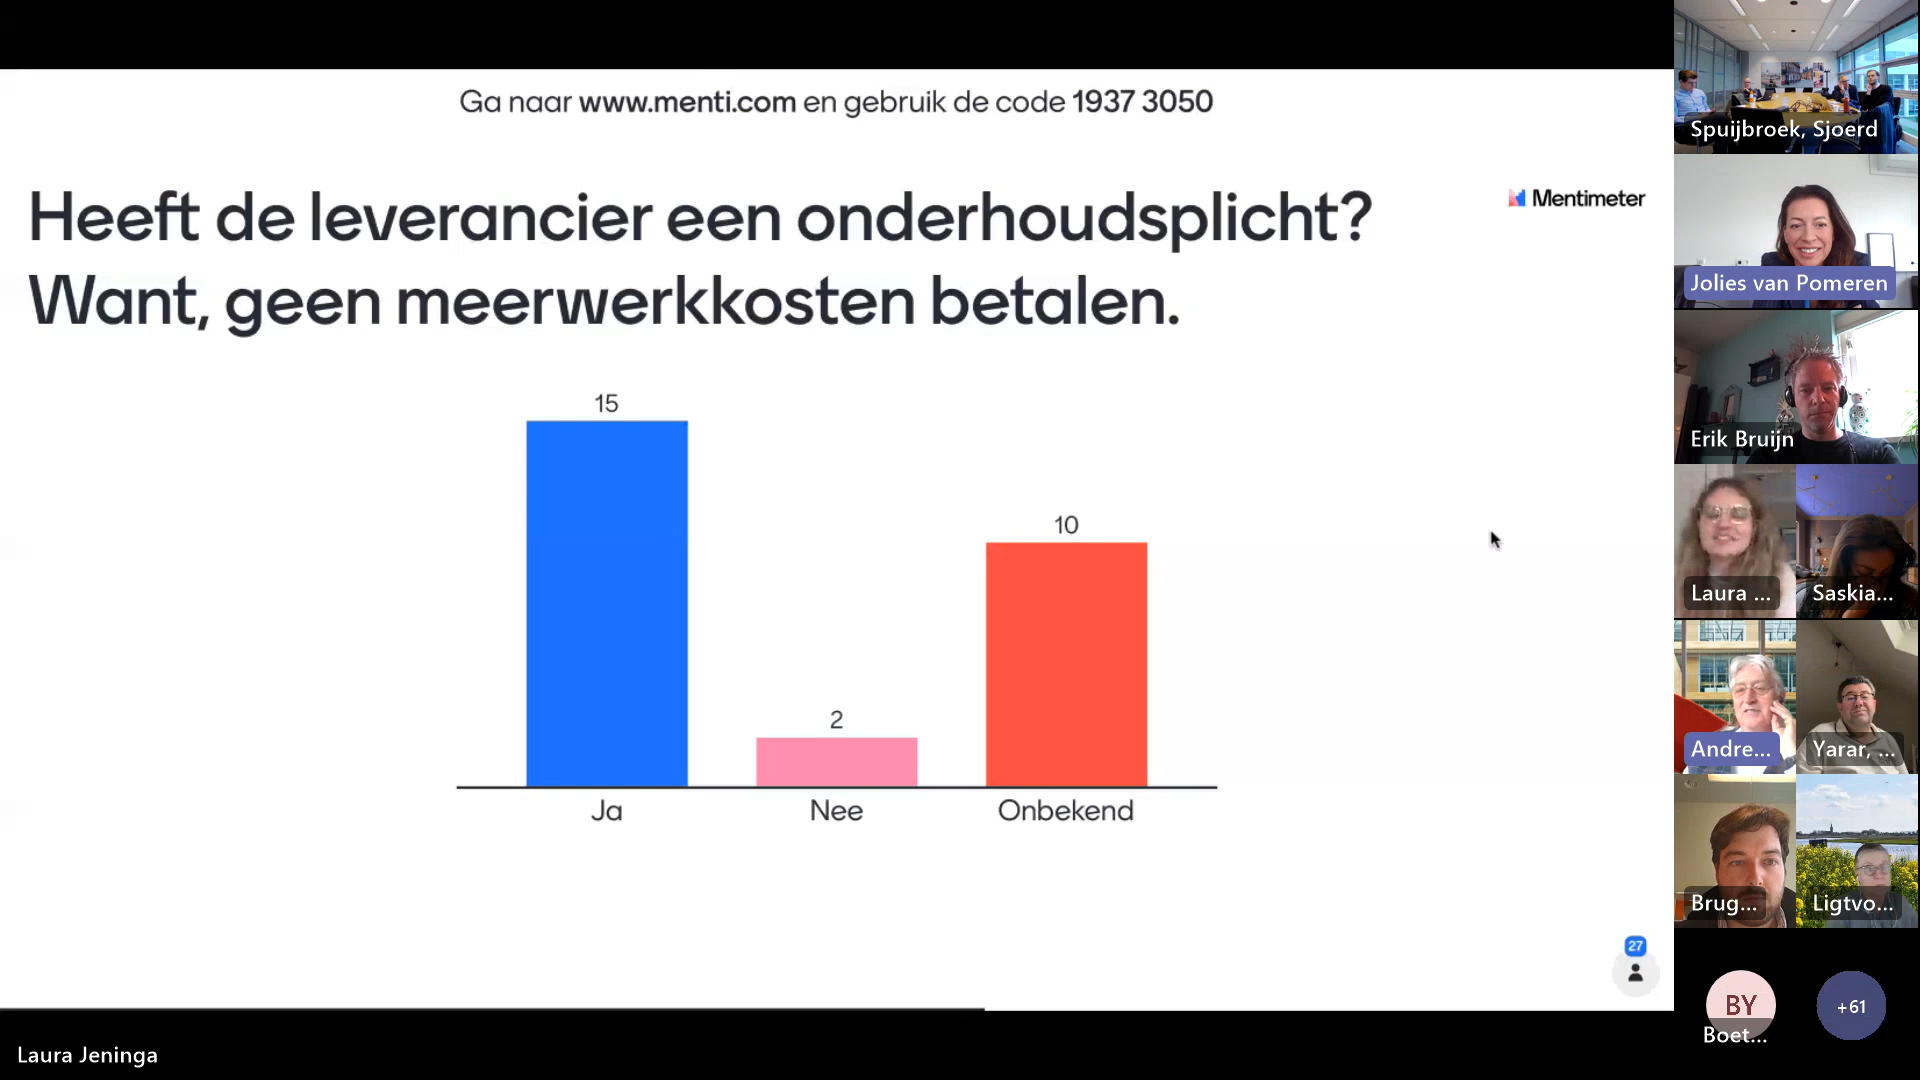 Ga naar www.menti.com en gebruik de code 1937 3050
Mentimeter
Heeft de leverancier een onderhoudsplicht?
Want, geen meerwerkkosten betalen.
15
2
10
Ja
Nee
Onbekend
27
Laura Jeninga
Spuijbroek, Sjoerd
Jolies van Pomeren
Erik Bruijn
Laura ...
Saskia...
Andre...
Yarar, ...
Brug...
Ligtvo...
BY
Boet...
+61